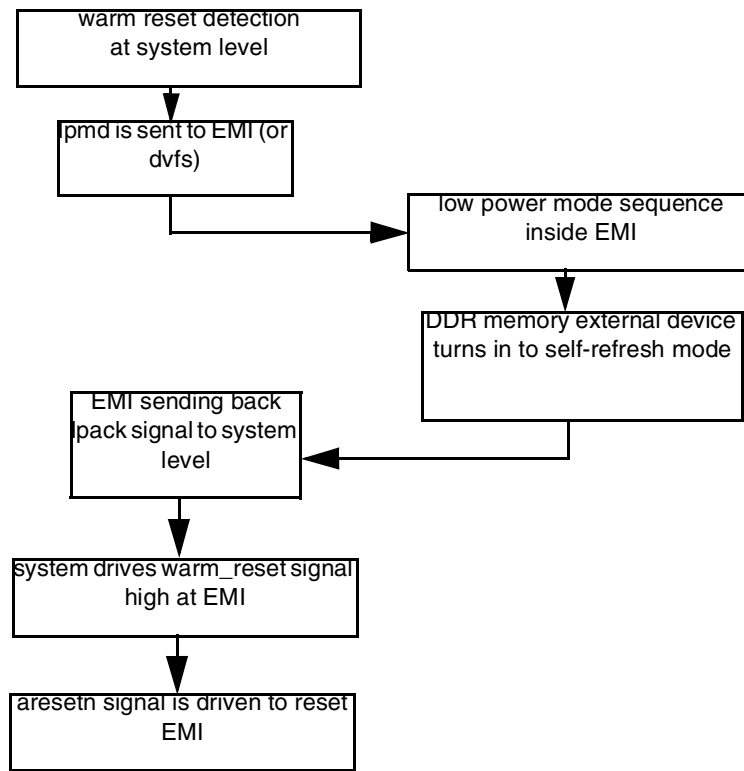 warm reset detection
at system level
lpmd is sent to EMI (or
dvfs)
low power mode sequence
inside EMI
DDR memory external device
turns in to self-refresh mode
EMI sending back
lpack signal to system
level
system drives warm_reset signal
high at EMI
aresetn signal is driven to reset
EMI